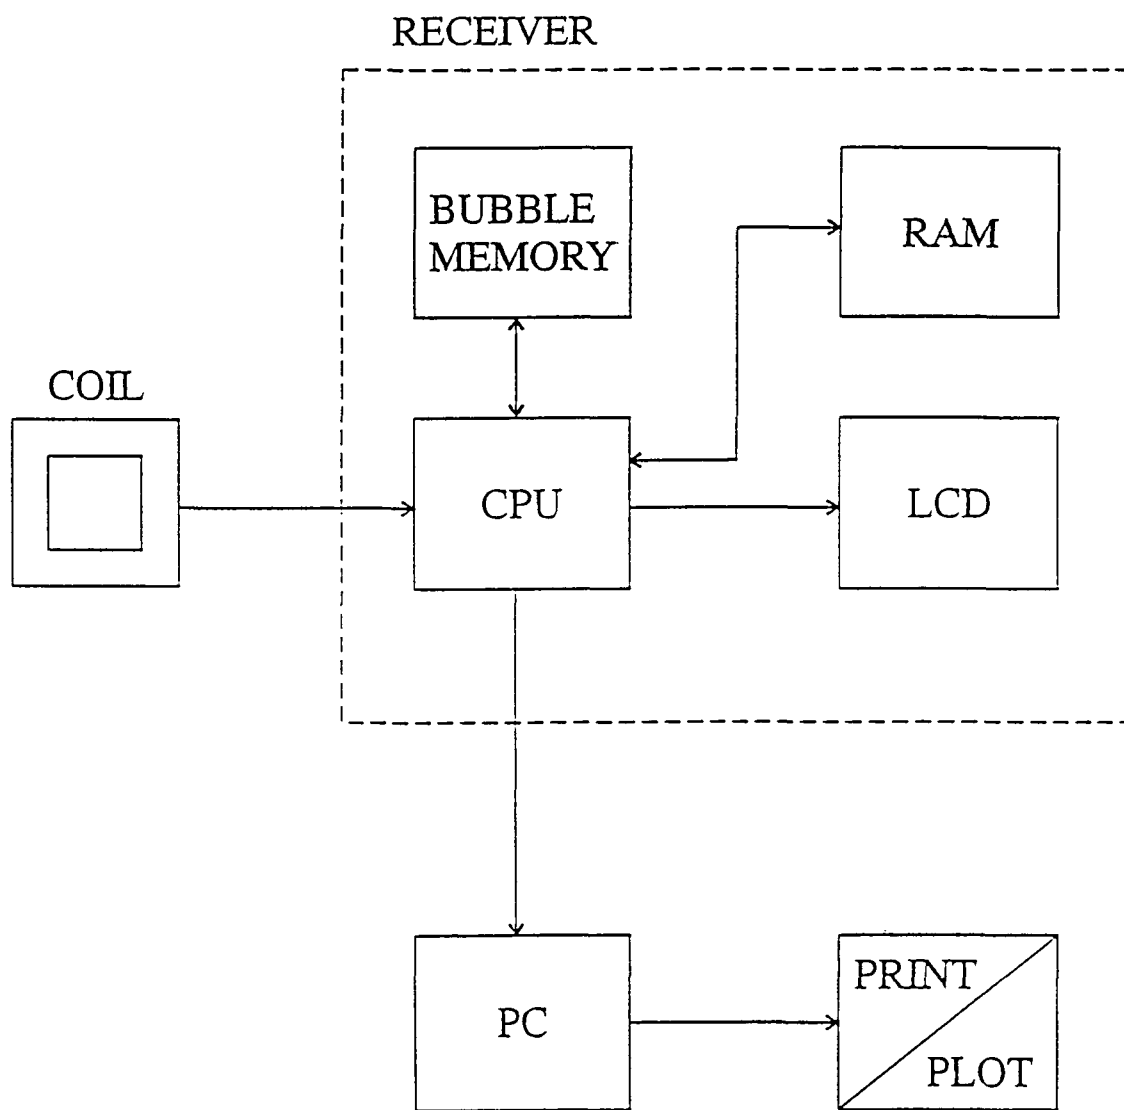 RECEIVER
BUBBLE
MEMORY
RAM
COIL
CPU
LCD
PC
PRINT
PLOT